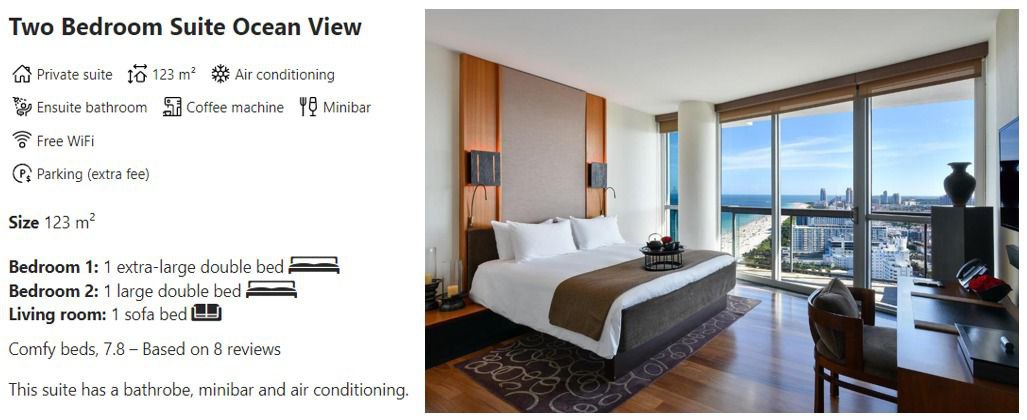 Two Bedroom Suite Ocean View
Private suite 123 m² Air conditioning
Ensuite bathroom Coffee machine Minibar
Free WiFi
Parking (extra fee)
Size 123 m²
Bedroom 1: 1 extra-large double bed
Bedroom 2: 1 large double bed
Living room: 1 sofa bed
Comfy beds, 7.8 – Based on 8 reviews
This suite has a bathrobe, minibar and air conditioning.